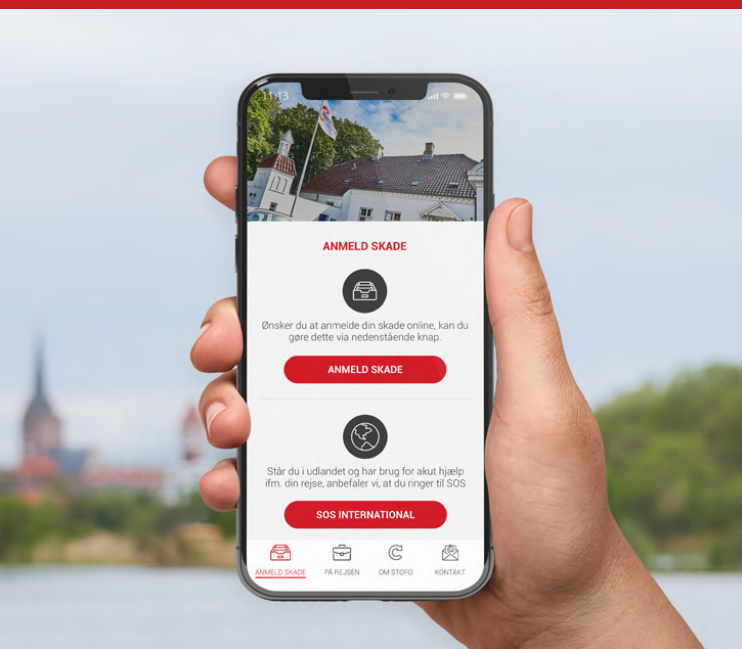 11:13
ANMELD SKADE
Ønsker du at anmelde din skade online, kan du
gøre dette via nedenstående knap.
ANMELD SKADE
Står du i udlandet og har brug for akut hjælp
ifm. din rejse, anbefaler vi, at du ringer til SOS
SOS INTERNATIONAL
ANMELD SKADE PÅ REJSEN OM STOFO KONTAKT